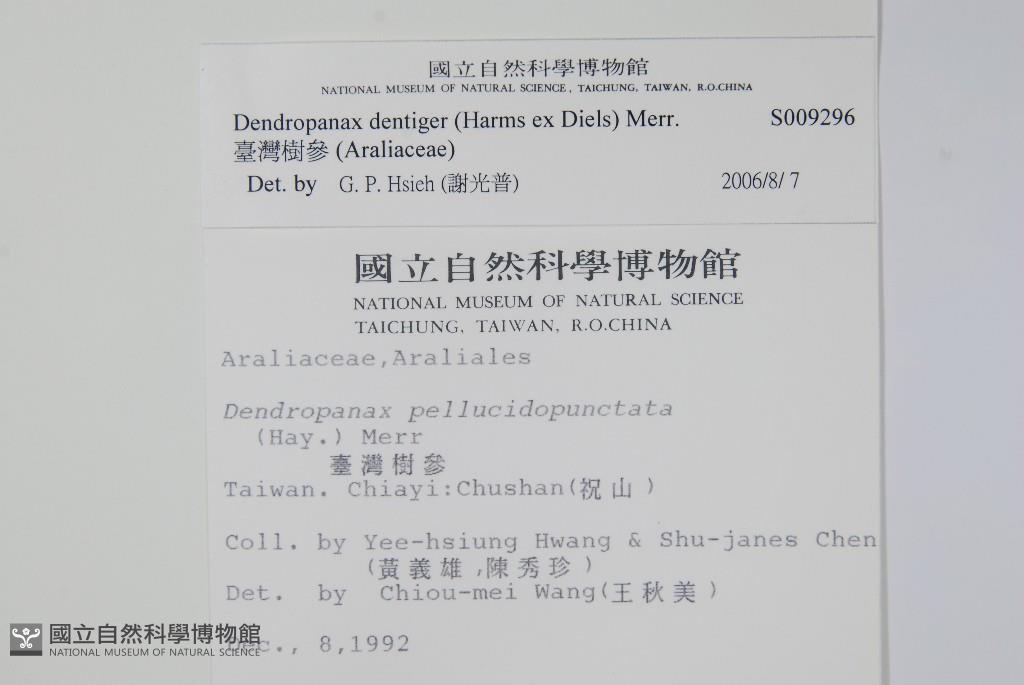 國立自然科學博物館
NATIONAL MUSEUM OF NATURAL SCIENCE, TAICHUNG, TAIWAN, R.O.CHINA
Dendropanax dentiger (Harms ex Diels) Merr. S009296
臺灣樹參 (Araliaceae)
Det. by G. P. Hsieh (謝光普) 2006/8/ 7
國立自然科學博物館
NATIONAL MUSEUM OF NATURAL SCIENCE
TAICHUNG, TAIWAN, R.O.CHINA
Araliaceae,Araliales
Dendropanax pellucidopunctata
(Hay.) Merr
臺灣樹參
Taiwan. Chiayi:Chushan(祝山)
Coll. by Yee-hsiung Hwang & Shu-janes Chen
(黃義雄,陳秀珍)
Det. by Chiou-mei Wang(王秋美)
Dec., 8,1992
國立自然科學博物館
NATIONAL MUSEUM OF NATURAL SCIENCE